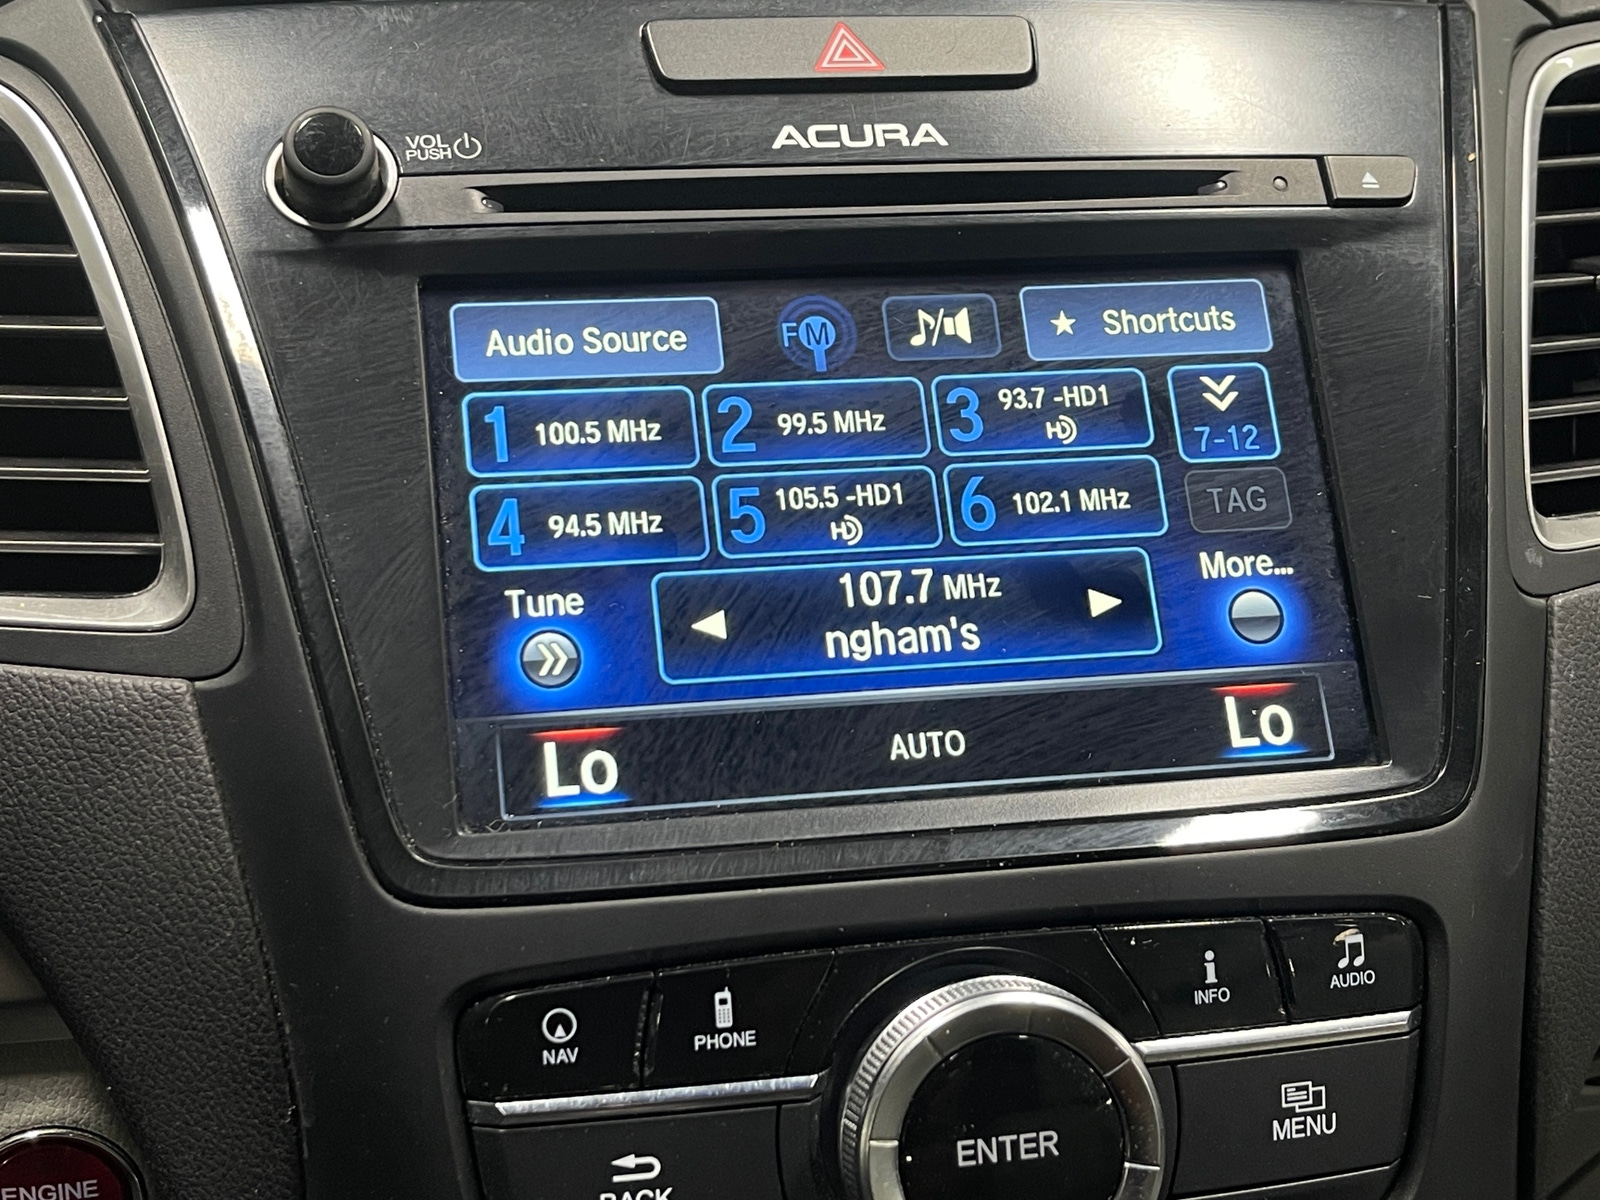 ACURA
VOL
PUSH
Audio Source
FM
★ Shortcuts
1 100.5 MHz
2 99.5 MHz
3 93.7 -HD1
HD
7-12
4 94.5 MHz
5 105.5 -HD1
HD
6 102.1 MHz
TAG
Tune
107.7 MHz
ngham's
More...
Lo
AUTO
Lo
NAV
PHONE
INFO
AUDIO
ENTER
MENU
BACK
ENGINE